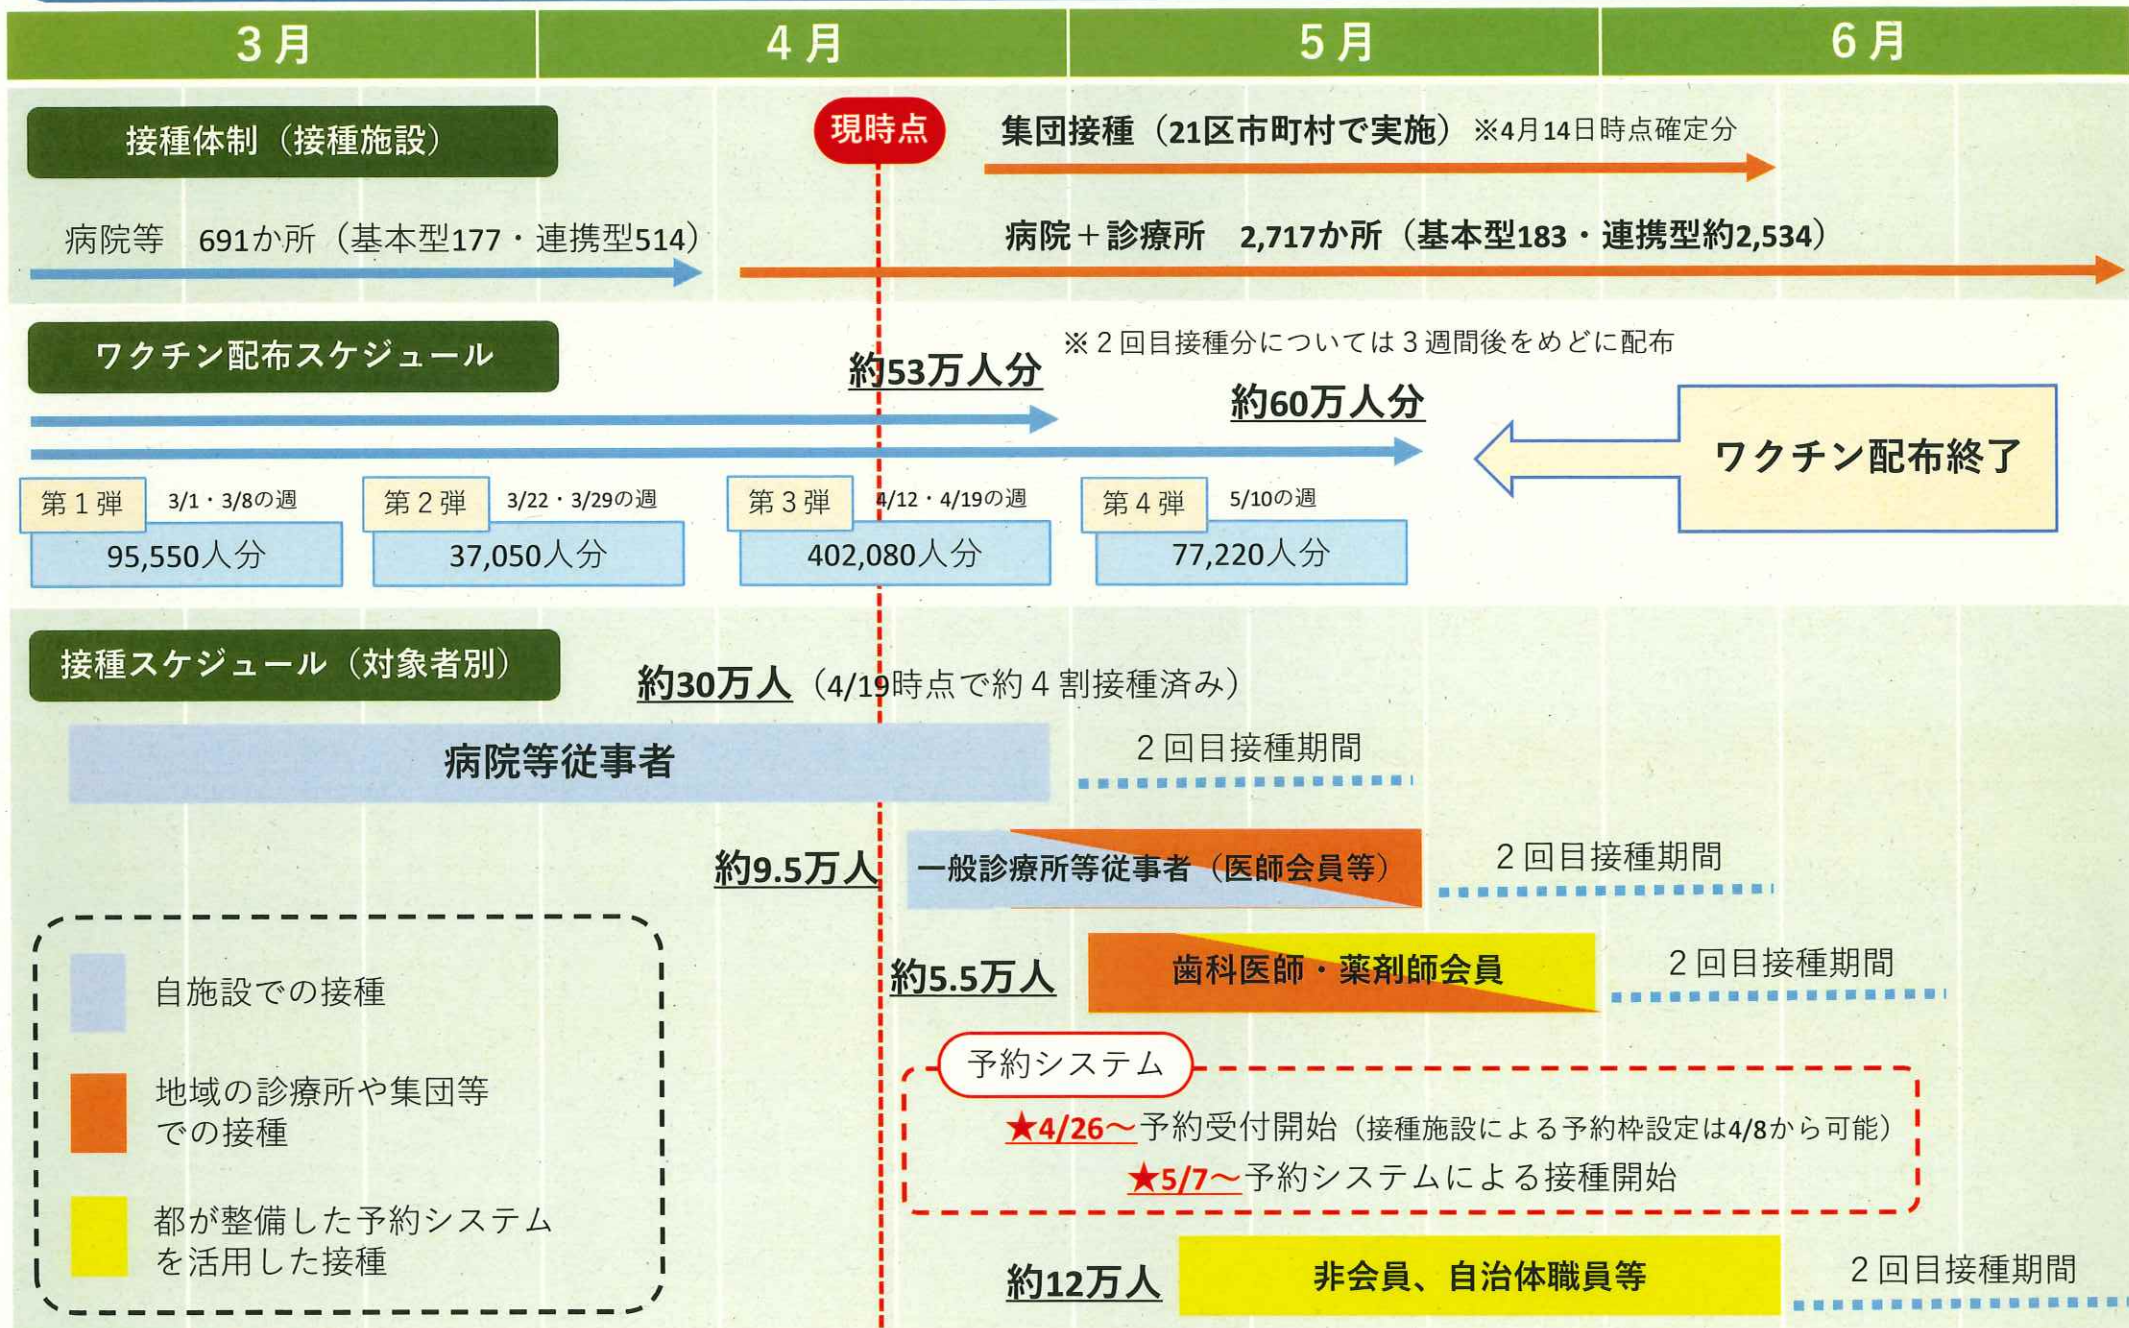 3月
4月
5月
6月
接種体制（接種施設）
現時点
集団接種（21区市町村で実施）※4月14日時点確定分
病院等　691か所（基本型177・連携型514）
病院＋診療所　2,717か所（基本型183・連携型約2,534）
ワクチン配布スケジュール
※２回目接種分については３週間後をめどに配布
約53万人分
約60万人分
ワクチン配布終了
第１弾　3/1・3/8の週
95,550人分
第２弾　3/22・3/29の週
37,050人分
第３弾　4/12・4/19の週
402,080人分
第４弾　5/10の週
77,220人分
接種スケジュール（対象者別）
約30万人（4/19時点で約４割接種済み）
病院等従事者
２回目接種期間
約9.5万人
一般診療所等従事者（医師会員等）
２回目接種期間
約5.5万人
歯科医師・薬剤師会員
２回目接種期間
予約システム
★4/26～予約受付開始（接種施設による予約枠設定は4/8から可能）
★5/7～予約システムによる接種開始
約12万人
非会員、自治体職員等
２回目接種期間
自施設での接種
地域の診療所や集団等
での接種
都が整備した予約システム
を活用した接種